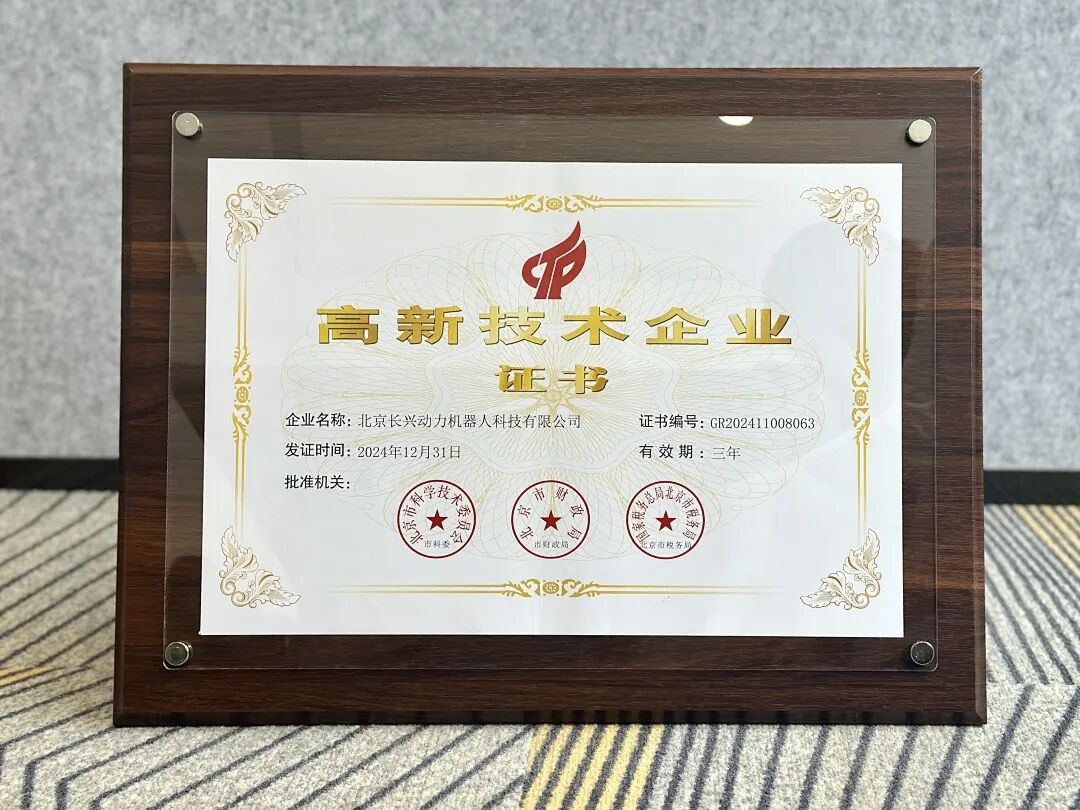 CTP
高新技术企业
证书
企业名称：北京长兴动力机器人科技有限公司
证书编号：GR202411008063
发证时间：2024年12月31日
有效期：三年
批准机关：
北京市科学技术委员会
市科委
北京市财政局
市财政局
国家税务总局北京市税务局
北京市税务局